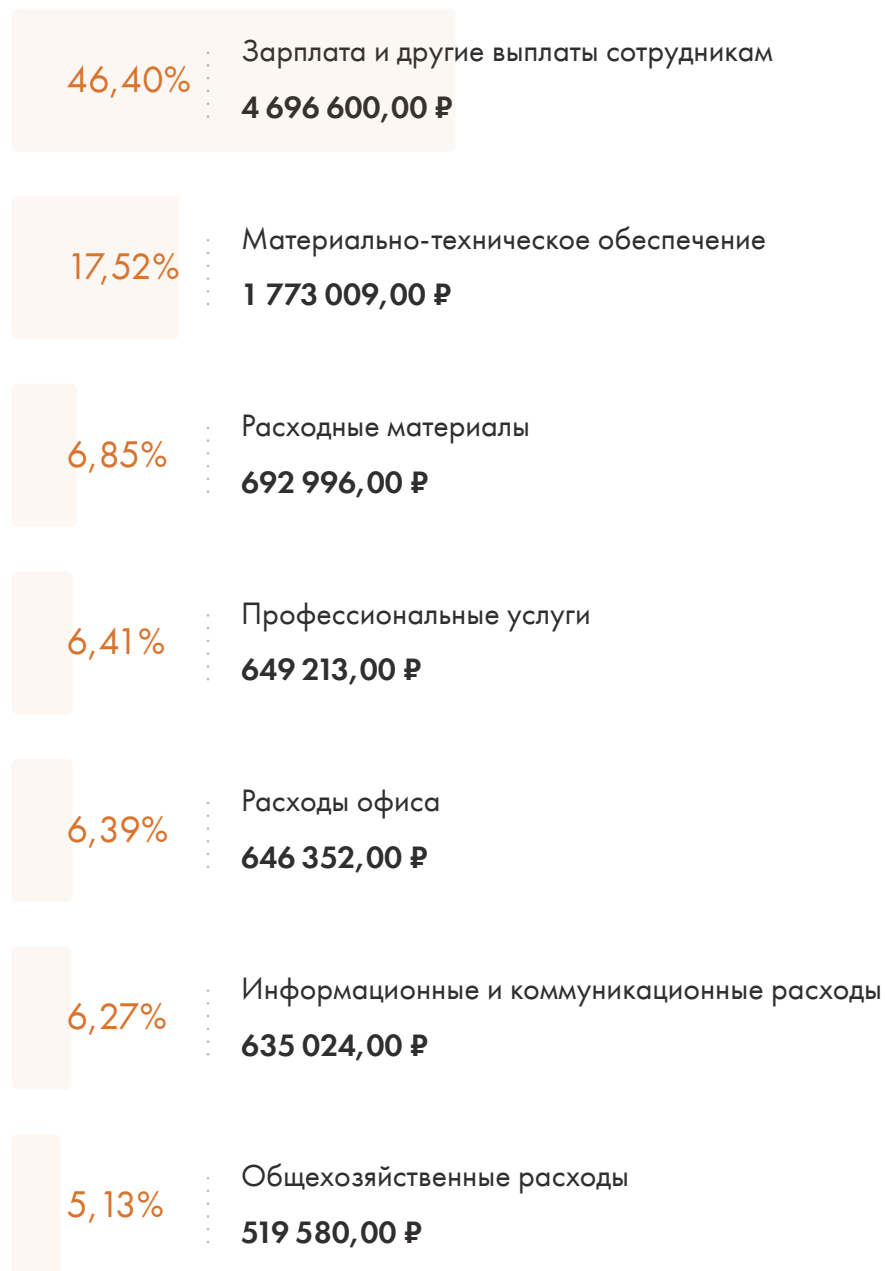 46,40%
Зарплата и другие выплаты сотрудникам
4 696 600,00 ₽
17,52%
Материально-техническое обеспечение
1 773 009,00 ₽
6,85%
Расходные материалы
692 996,00 ₽
6,41%
Профессиональные услуги
649 213,00 ₽
6,39%
Расходы офиса
646 352,00 ₽
6,27%
Информационные и коммуникационные расходы
635 024,00 ₽
5,13%
Общехозяйственные расходы
519 580,00 ₽